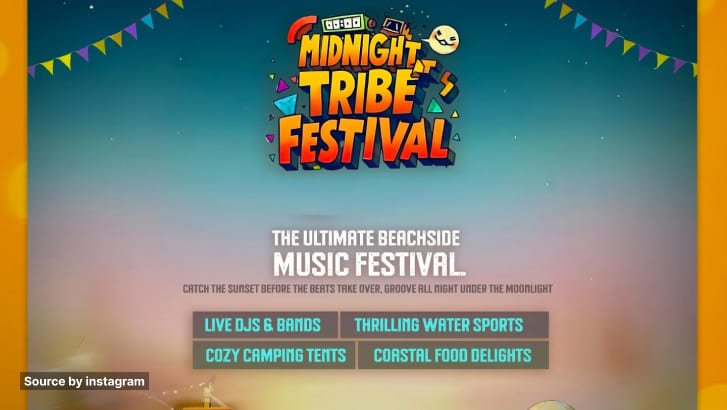 MIDNIGHT
TRIBE
FESTIVAL
THE ULTIMATE BEACHSIDE
MUSIC FESTIVAL.
CATCH THE SUNSET BEFORE THE BEATS TAKE OVER, GROOVE ALL NIGHT UNDER THE MOONLIGHT
LIVE DJS & BANDS
THRILLING WATER SPORTS
COZY CAMPING TENTS
COASTAL FOOD DELIGHTS
Source by instagram